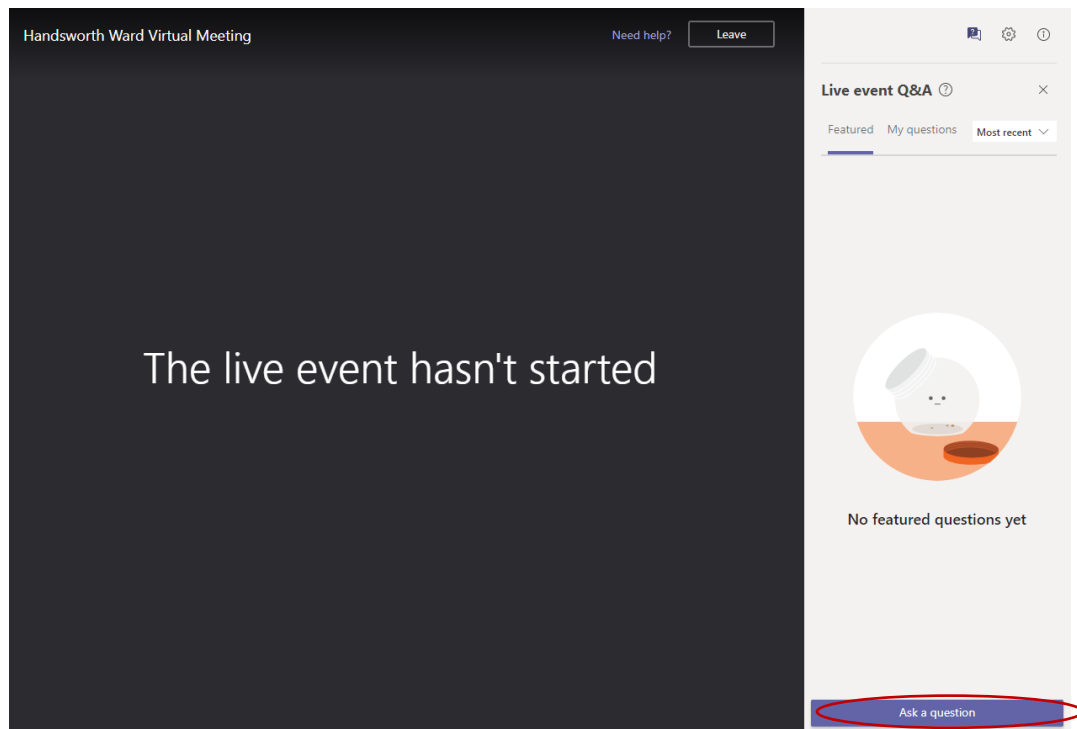 Handsworth Ward Virtual Meeting
Need help?
Leave
Live event Q&A
Featured
My questions
Most recent
The live event hasn't started
No featured questions yet
Ask a question